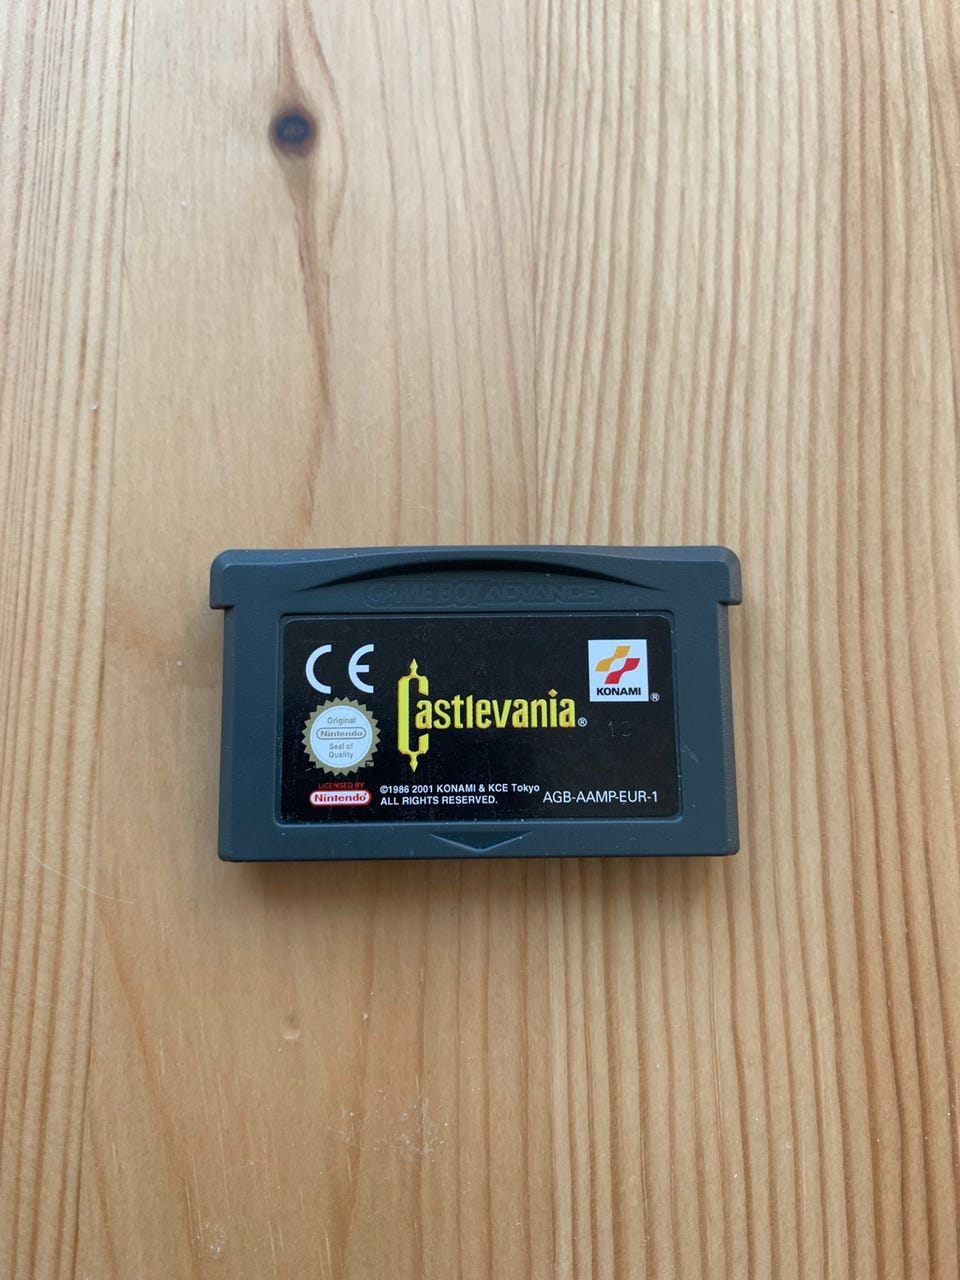 GAME BOY ADVANCE
CE
Castlevania®
KONAMI
®
Original
Nintendo
Seal of
Quality
TM
LICENSED BY
Nintendo
©1986 2001 KONAMI & KCE Tokyo
ALL RIGHTS RESERVED.
AGB-AAMP-EUR-1